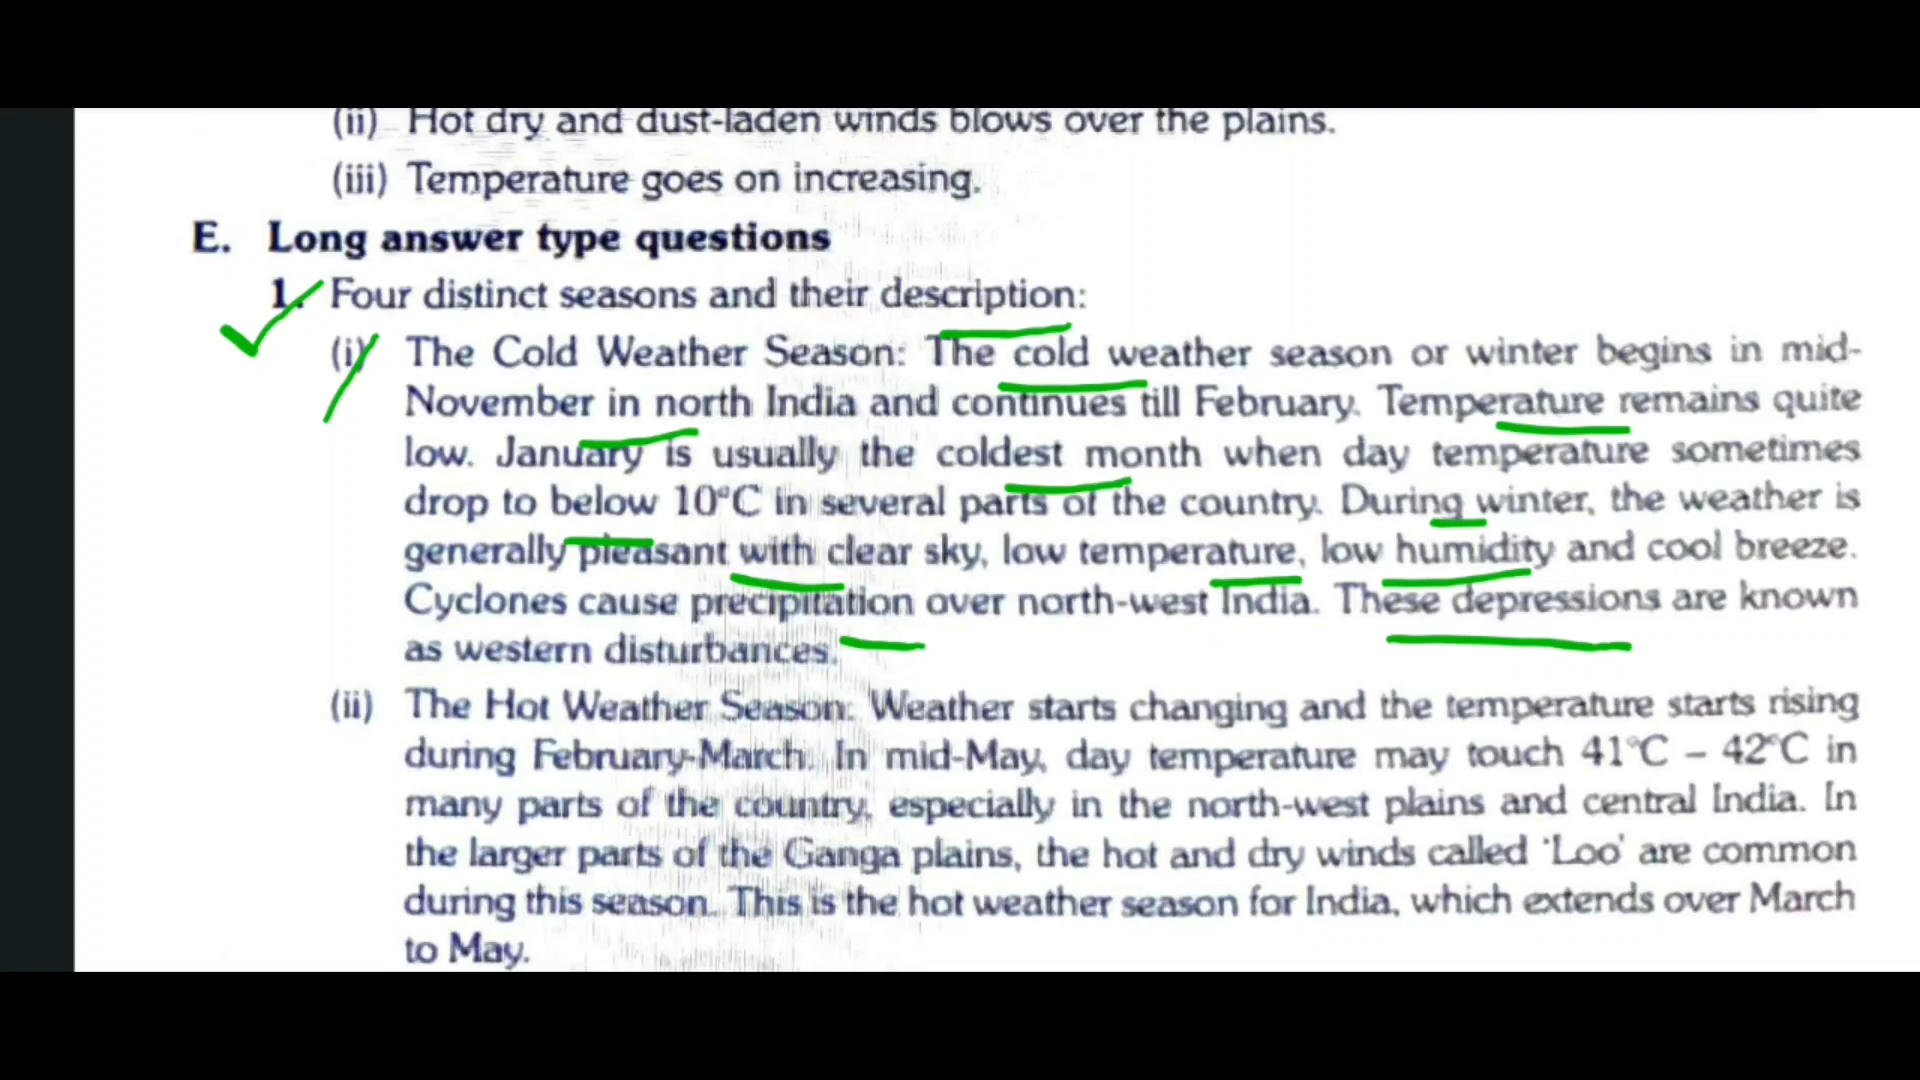 (ii) Hot dry and dust-laden winds blows over the plains.
(iii) Temperature goes on increasing.
E. Long answer type questions
1. Four distinct seasons and their description:
(i) The Cold Weather Season: The cold weather season or winter begins in mid-
November in north India and continues till February. Temperature remains quite
low. January is usually the coldest month when day temperature sometimes
drop to below 10°C in several parts of the country. During winter, the weather is
generally pleasant with clear sky, low temperature, low humidity and cool breeze.
Cyclones cause precipitation over north-west India. These depressions are known
as western disturbances.
(ii) The Hot Weather Season: Weather starts changing and the temperature starts rising
during February-March. In mid-May, day temperature may touch 41°C – 42°C in
many parts of the country, especially in the north-west plains and central India. In
the larger parts of the Ganga plains, the hot and dry winds called 'Loo' are common
during this season. This is the hot weather season for India, which extends over March
to May.